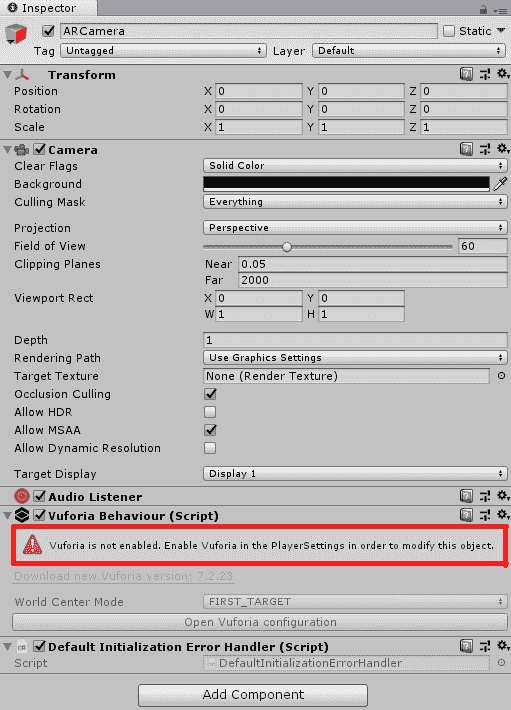 Inspector
ARCamera Static
Tag Untagged Layer Default
Transform
Position X 0 Y 0 Z 0
Rotation X 0 Y 0 Z 0
Scale X 1 Y 1 Z 1
Camera
Clear Flags Solid Color
Background
Culling Mask Everything
Projection Perspective
Field of View 60
Clipping Planes Near 0.05
Far 2000
Viewport Rect X 0 Y 0
W 1 H 1
Depth 1
Rendering Path Use Graphics Settings
Target Texture None (Render Texture)
Occlusion Culling
Allow HDR
Allow MSAA
Allow Dynamic Resolution
Target Display Display 1
Audio Listener
Vuforia Behaviour (Script)
Vuforia is not enabled. Enable Vuforia in the PlayerSettings in order to modify this object.
Download new Vuforia version: 7.2.23
World Center Mode FIRST_TARGET
Open Vuforia configuration
Default Initialization Error Handler (Script)
Script DefaultInitializationErrorHandler
Add Component